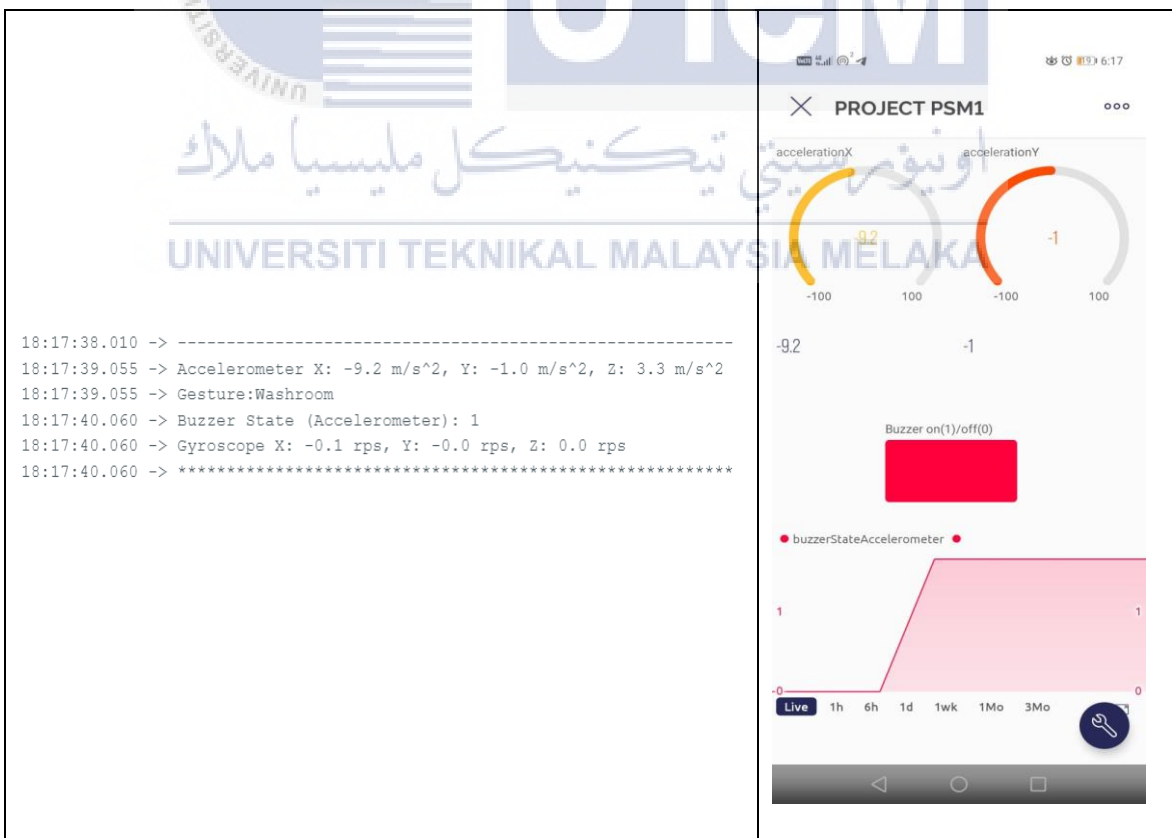 UTeM
UNIVERSITI
اونيۏرسيتي تيكنيكل مليسيا ملاك
UNIVERSITI TEKNIKAL MALAYSIA MELAKA
18:17:38.010 -> ---------------------------------------------------------
18:17:39.055 -> Accelerometer X: -9.2 m/s^2, Y: -1.0 m/s^2, Z: 3.3 m/s^2
18:17:39.055 -> Gesture:Washroom
18:17:40.060 -> Buzzer State (Accelerometer): 1
18:17:40.060 -> Gyroscope X: -0.1 rps, Y: -0.0 rps, Z: 0.0 rps
18:17:40.060 -> *********************************************************
6:17
PROJECT PSM1
accelerationX accelerationY
-9.2 -1
-100 100 -100 100
-9.2 -1
Buzzer on(1)/off(0)
buzzerStateAccelerometer
1 1
-0 0
Live 1h 6h 1d 1wk 1Mo 3Mo